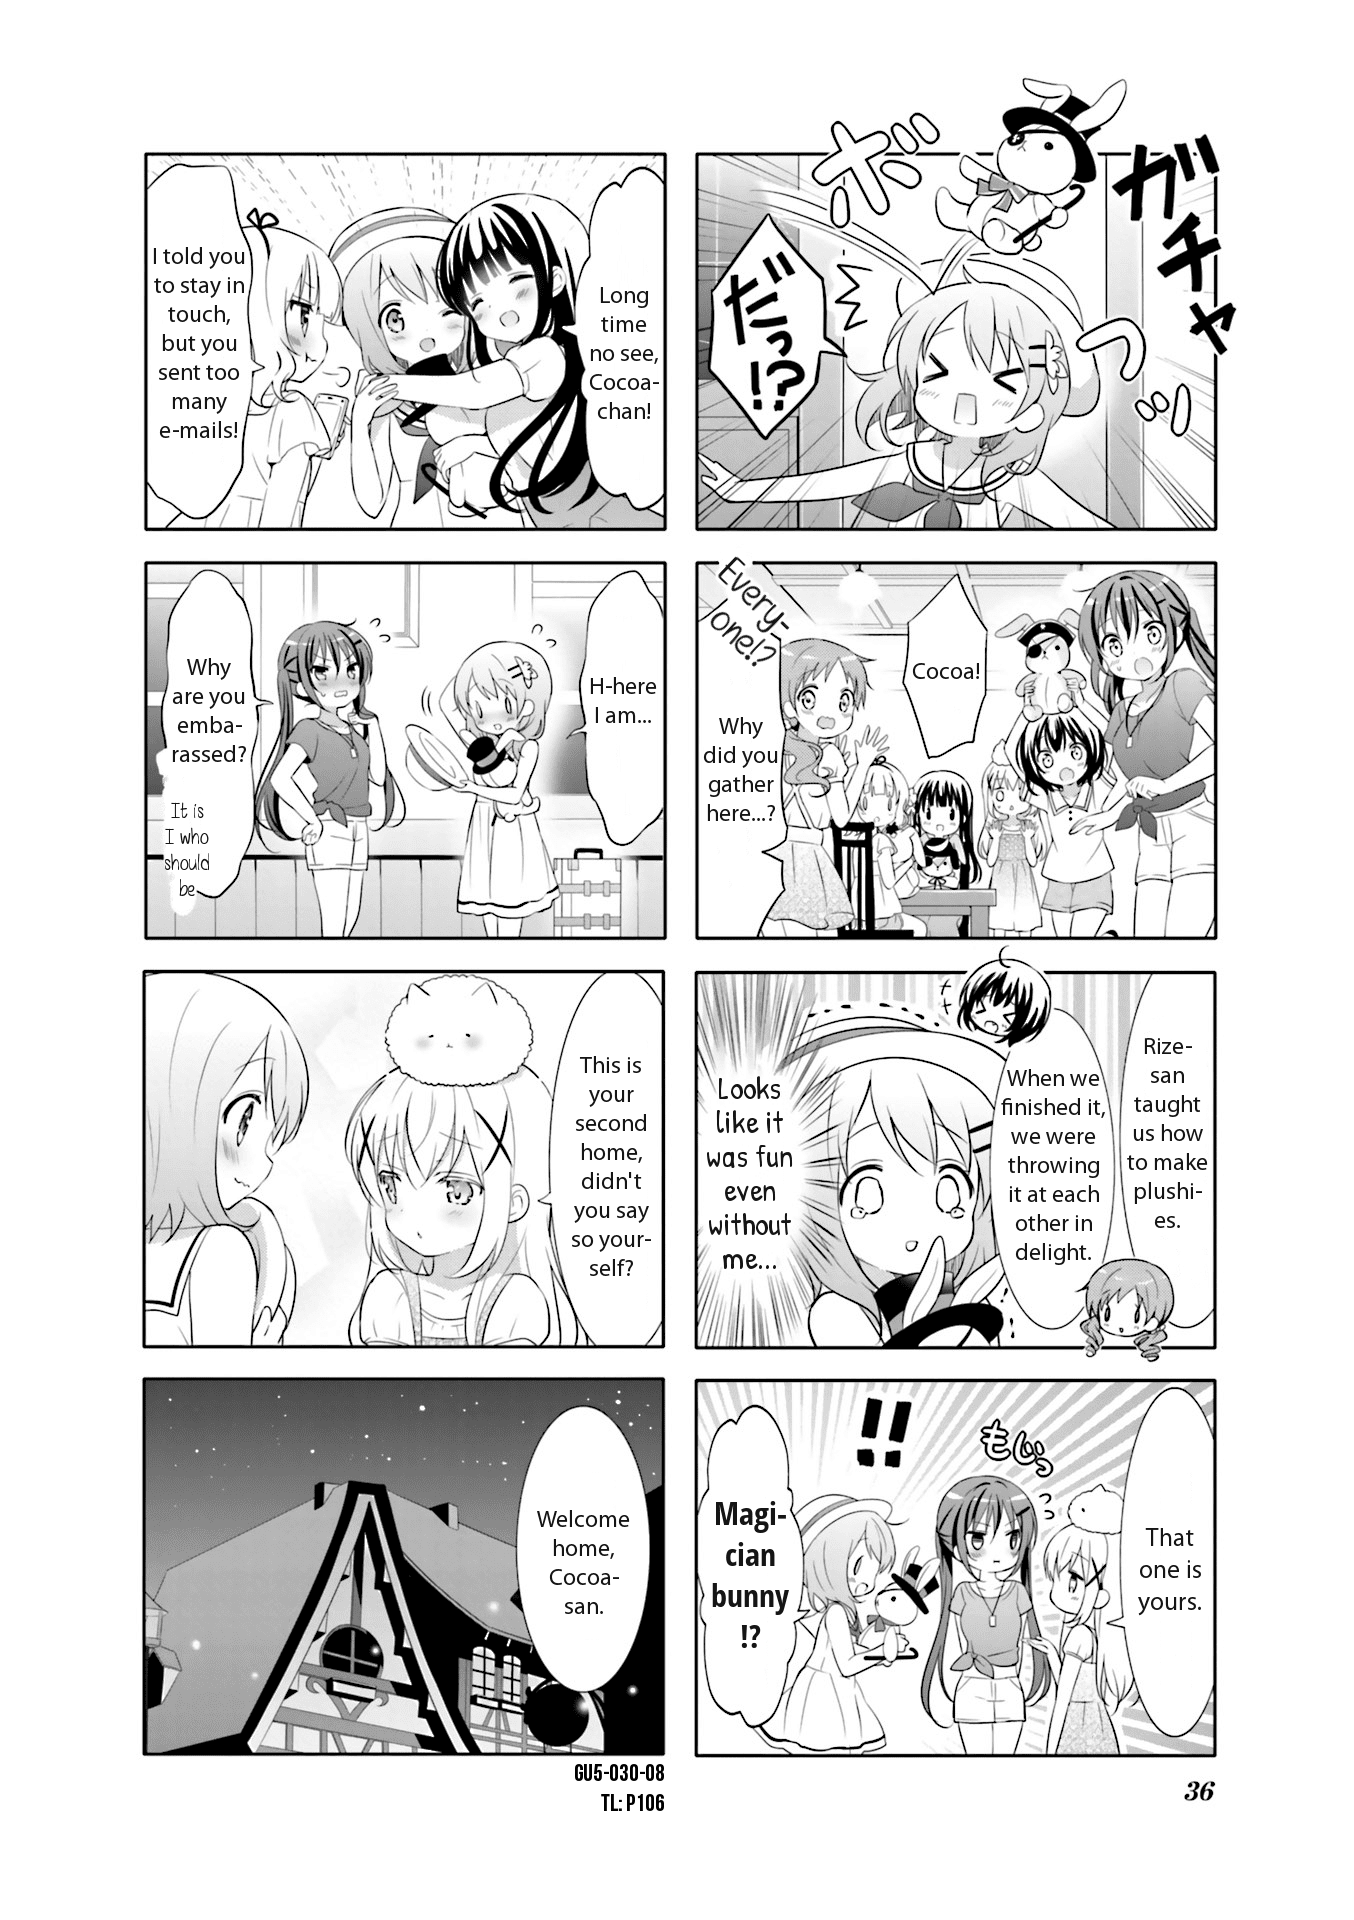 ガチャ
ボ
フッ
だっ!?
Every-
one!?
Cocoa!
Why
did you
gather
here...?
Rize-
san
taught
us how
to make
plushi-
es.
When we
finished it,
we were
throwing
it at each
other in
delight.
Looks
like it
was fun
even
without
me...
That
one is
yours.
もじっ
!!
Magi-
cian
bunny
!?
Long
time
no see,
Cocoa-
chan!
I told you
to stay in
touch,
but you
sent too
many
e-mails!
H-here
I am...
Why
are you
emba-
rassed?
It is
I who
should
be
This is
your
second
home,
didn't
you say
so your-
self?
Welcome
home,
Cocoa-
san.
GU5-030-08
TL: P106
36